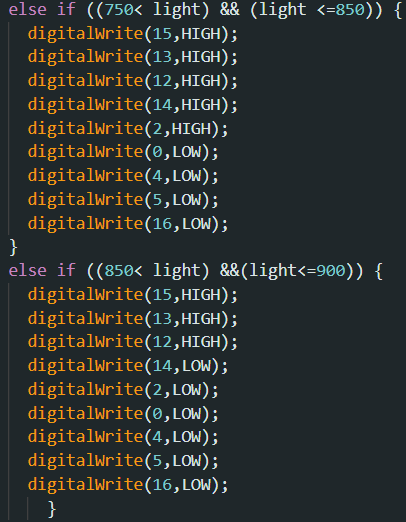 else if ((750< light) && (light <=850)) {
digitalWrite(15,HIGH);
digitalWrite(13,HIGH);
digitalWrite(12,HIGH);
digitalWrite(14,HIGH);
digitalWrite(2,HIGH);
digitalWrite(0,LOW);
digitalWrite(4,LOW);
digitalWrite(5,LOW);
digitalWrite(16,LOW);
}
else if ((850< light) &&(light<=900)) {
digitalWrite(15,HIGH);
digitalWrite(13,HIGH);
digitalWrite(12,HIGH);
digitalWrite(14,LOW);
digitalWrite(2,LOW);
digitalWrite(0,LOW);
digitalWrite(4,LOW);
digitalWrite(5,LOW);
digitalWrite(16,LOW);
}